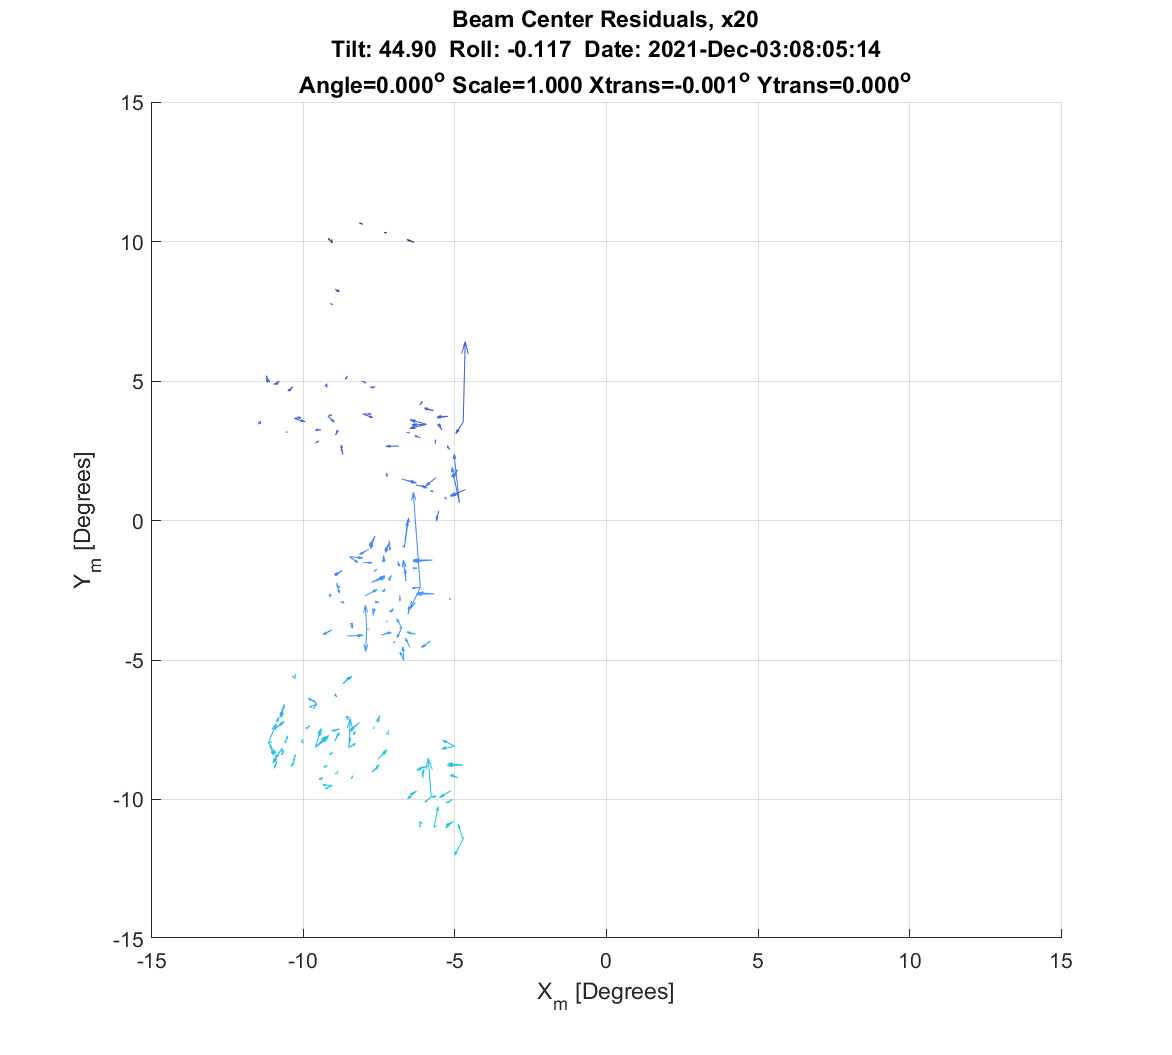 Beam Center Residuals, x20
Tilt: 44.90 Roll: -0.117 Date: 2021-Dec-03:08:05:14
Angle=0.000° Scale=1.000 Xtrans=-0.001° Ytrans=0.000°
15
10
5
0
-5
-10
-15
Y_m [Degrees]
-15 -10 -5 0 5 10 15
X_m [Degrees]